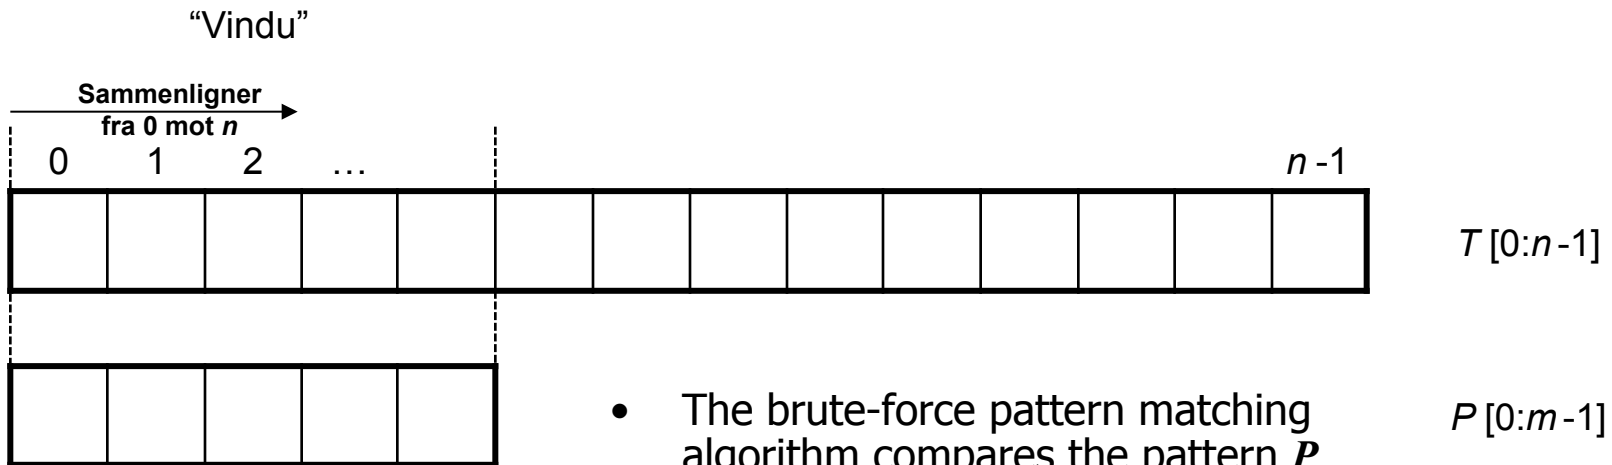 “Vindu”
Sammenligner
fra 0 mot n
0 1 2 … n -1
T [0:n -1]
• The brute-force pattern matching
P [0:m -1]
algorithm compares the pattern P